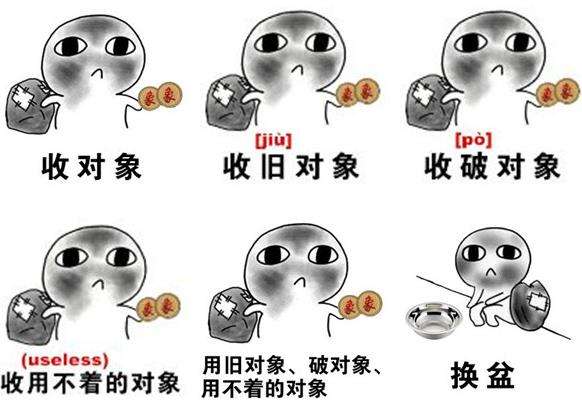 象 象
收对象
象 象
[jiù]
收旧对象
象 象
[pò]
收破对象
象 象
(useless)
收用不着的对象
象 象
用旧对象、破对象、
用不着的对象
换盆